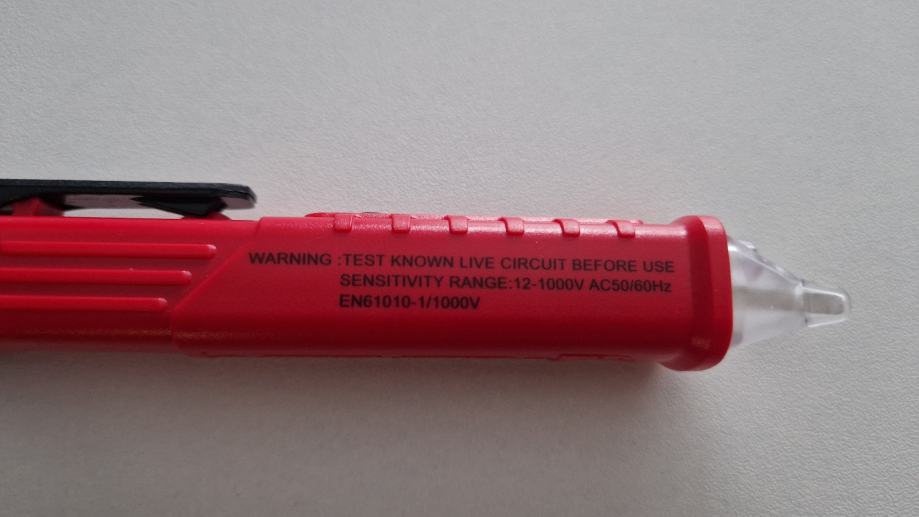 WARNING :TEST KNOWN LIVE CIRCUIT BEFORE USE
SENSITIVITY RANGE:12-1000V AC50/60Hz
EN61010-1/1000V